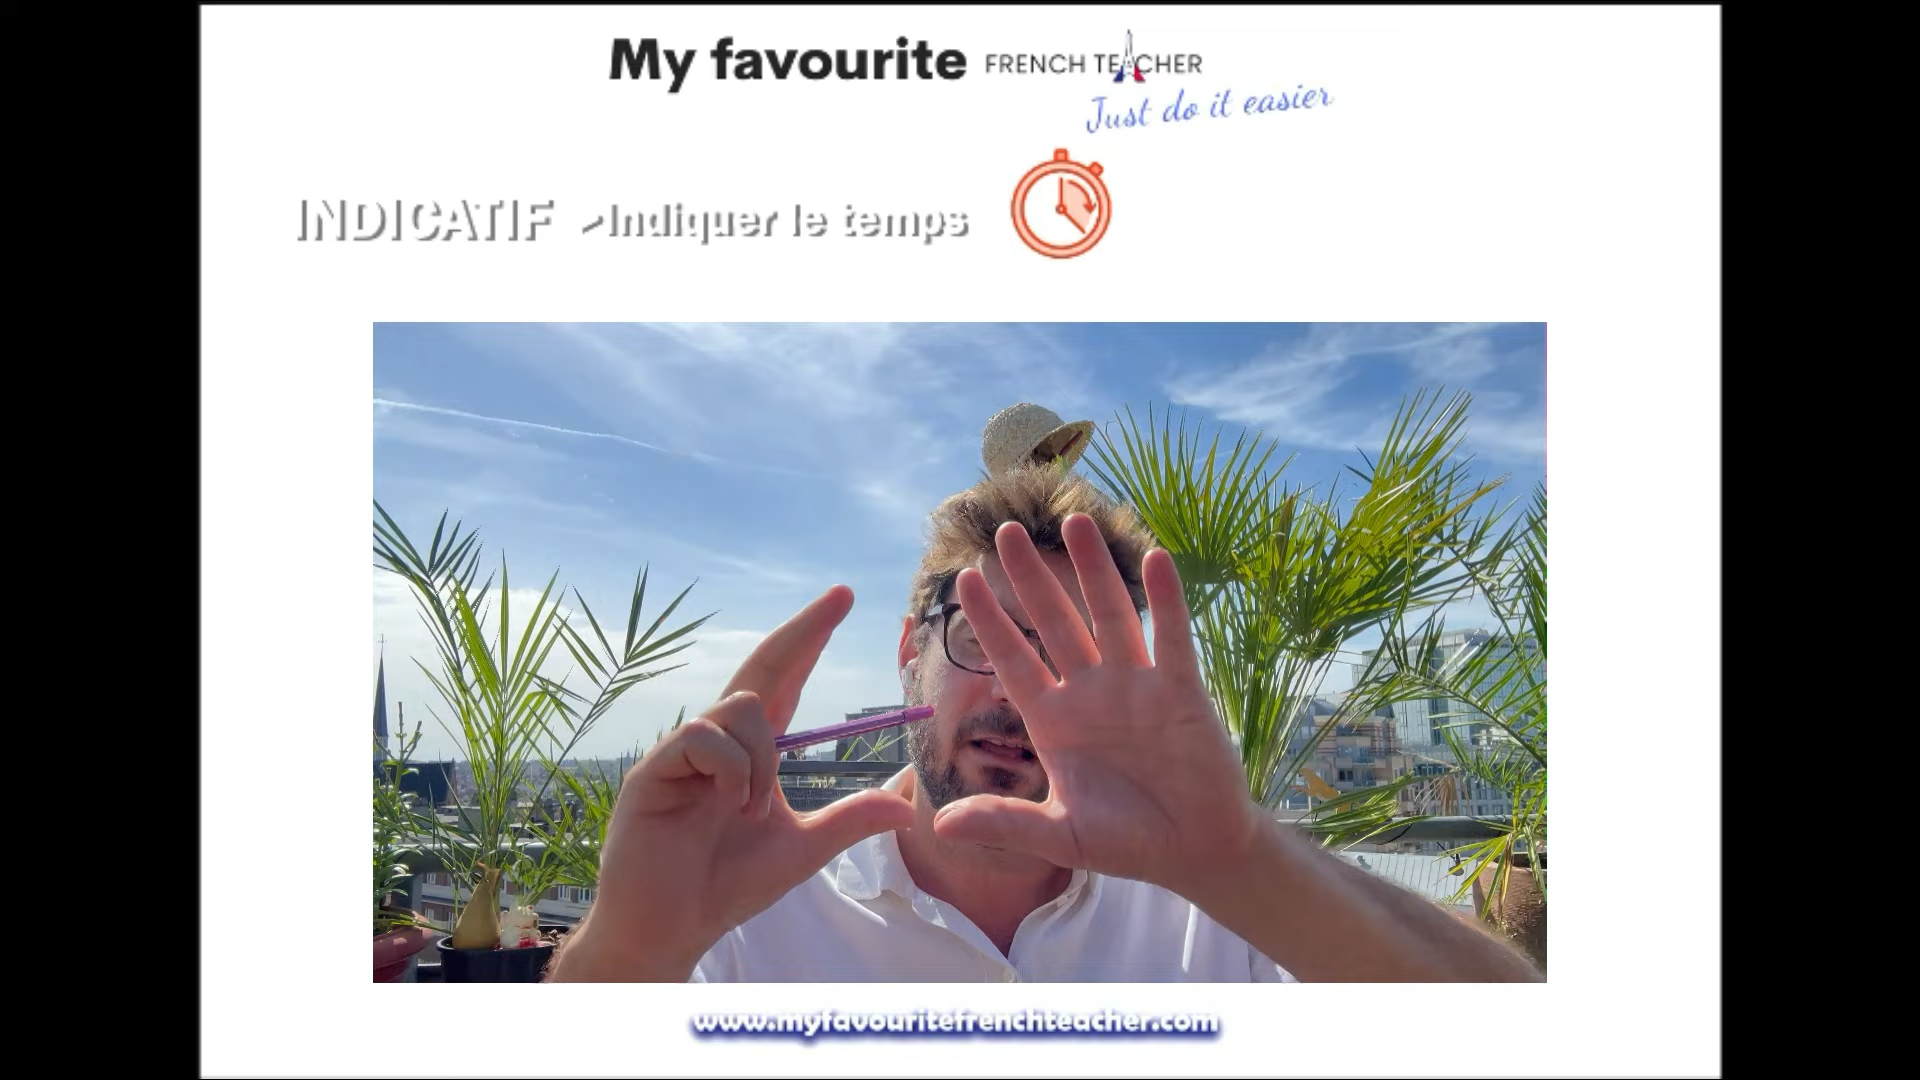 My favourite FRENCH TEACHER
Just do it easier
INDICATIF >Indiquer le temps
www.myfavouritefrenchteacher.com